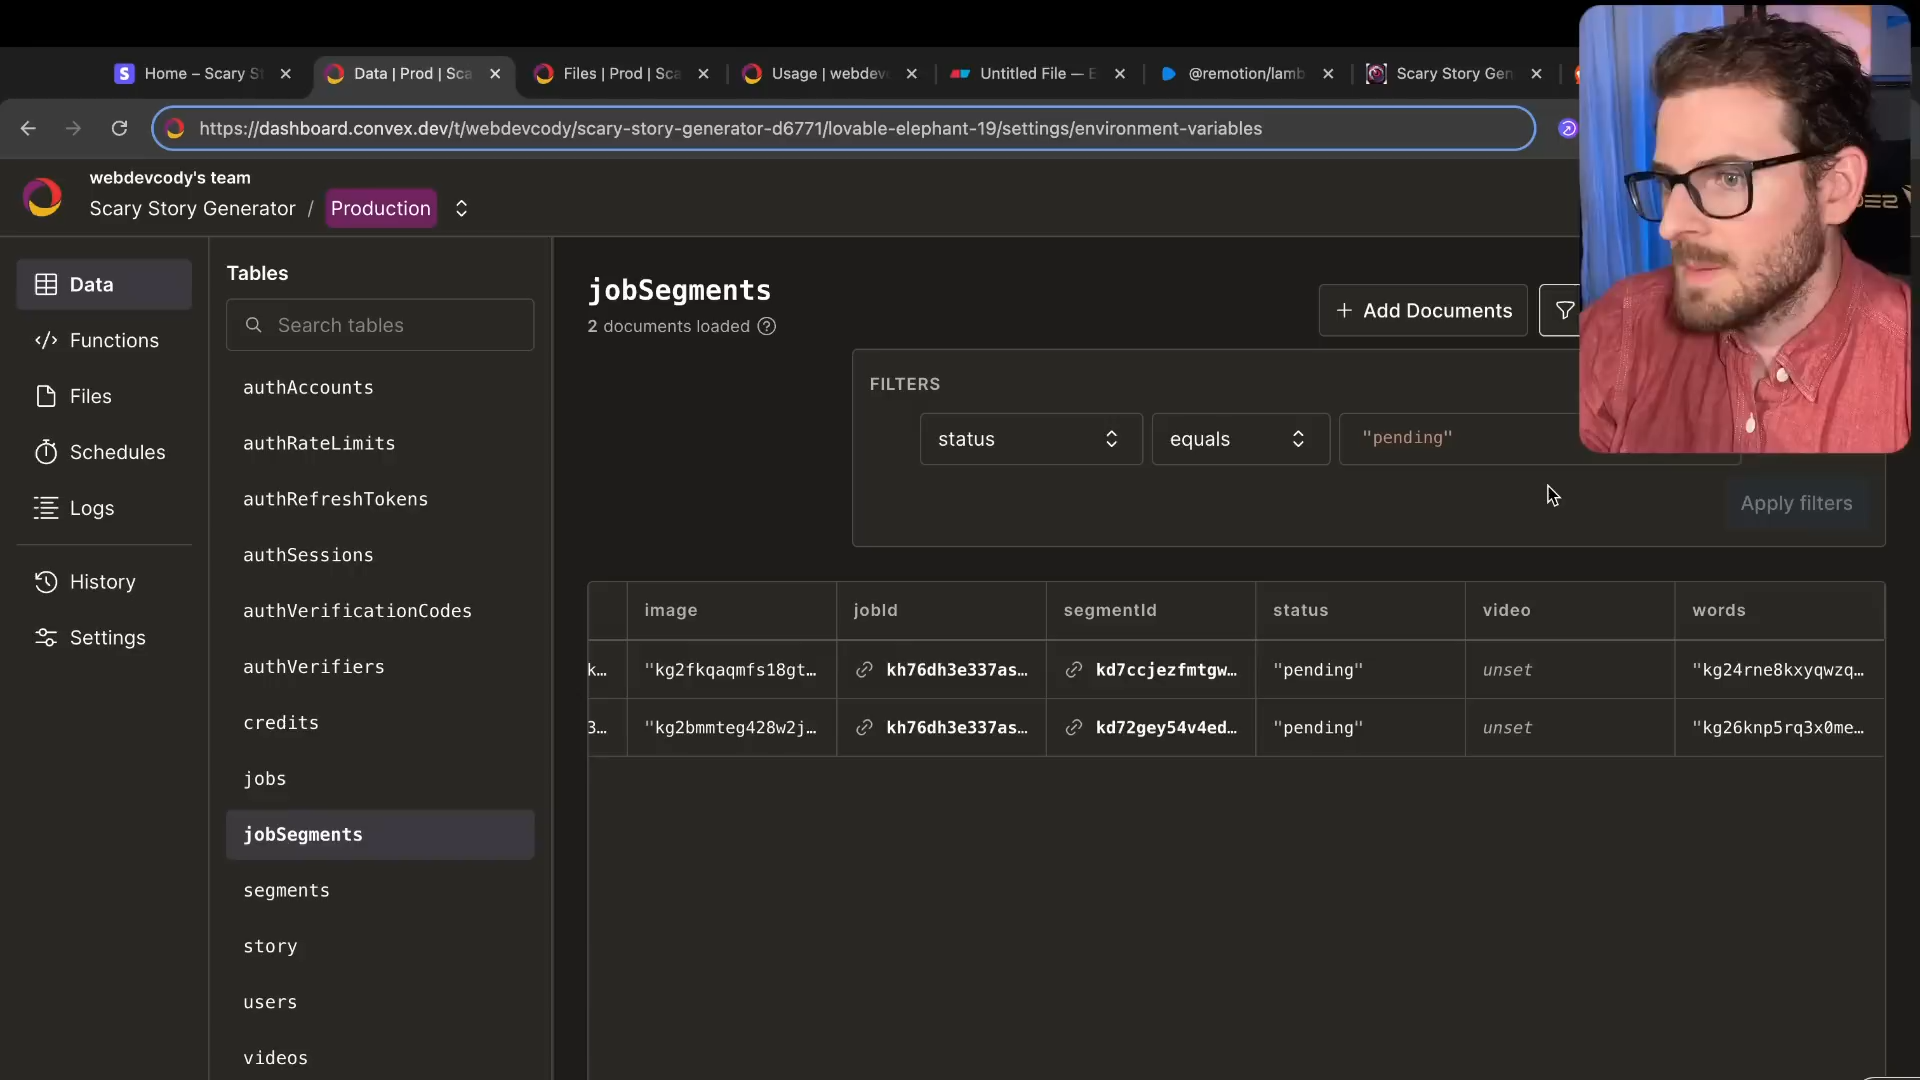 Home – Scary S
Data | Prod | Sca
Files | Prod | Sca
Usage | webdev
Untitled File — E
@remotion/lamb
Scary Story Gen
https://dashboard.convex.dev/t/webdevcody/scary-story-generator-d6771/lovable-elephant-19/settings/environment-variables
webdevcody's team
Scary Story Generator / Production
Data
Functions
Files
Schedules
Logs
History
Settings
Tables
Search tables
authAccounts
authRateLimits
authRefreshTokens
authSessions
authVerificationCodes
authVerifiers
credits
jobs
jobSegments
segments
story
users
videos
jobSegments
2 documents loaded
+ Add Documents
FILTERS
status equals "pending"
Apply filters
image jobId segmentId status video words
k… "kg2fkqaqmfs18gt… kh76dh3e337as… kd7ccjezfmtgw… "pending" unset "kg24rne8kxyqwzq…
3… "kg2bmmteg428w2j… kh76dh3e337as… kd72gey54v4ed… "pending" unset "kg26knp5rq3x0me…